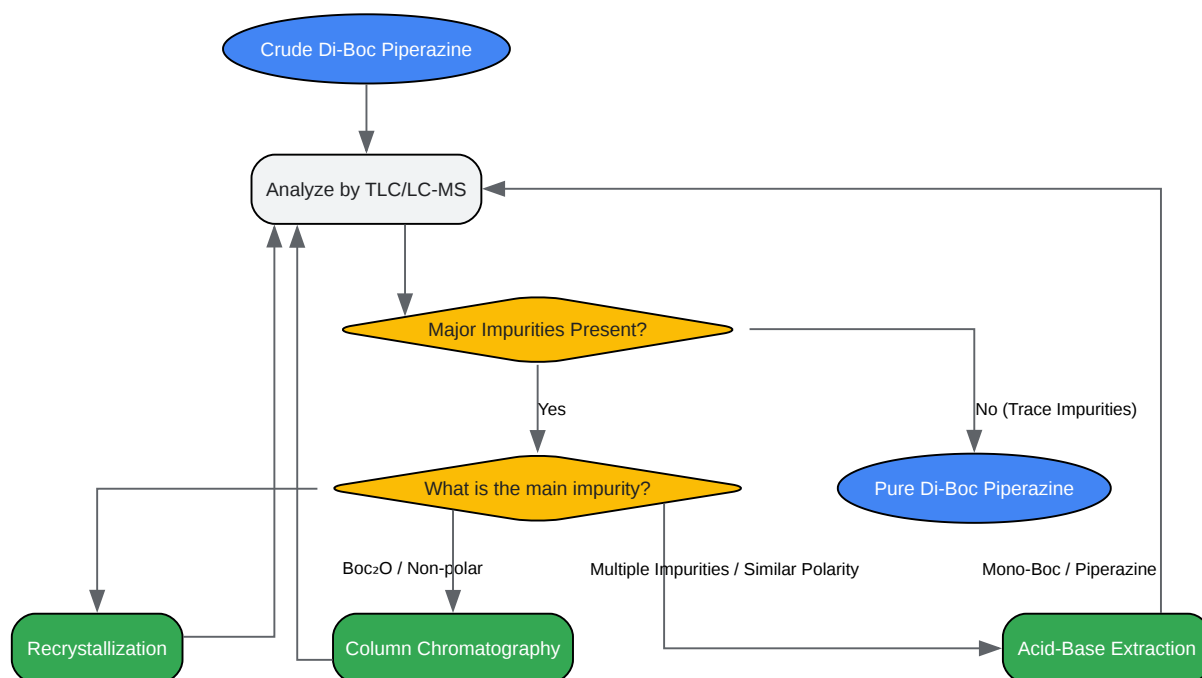 Crude Di-Boc Piperazine
Analyze by TLC/LC-MS
Major Impurities Present?
Yes
No (Trace Impurities)
What is the main impurity?
Pure Di-Boc Piperazine
Boc₂O / Non-polar
Multiple Impurities / Similar Polarity
Mono-Boc / Piperazine
Recrystallization
Column Chromatography
Acid-Base Extraction